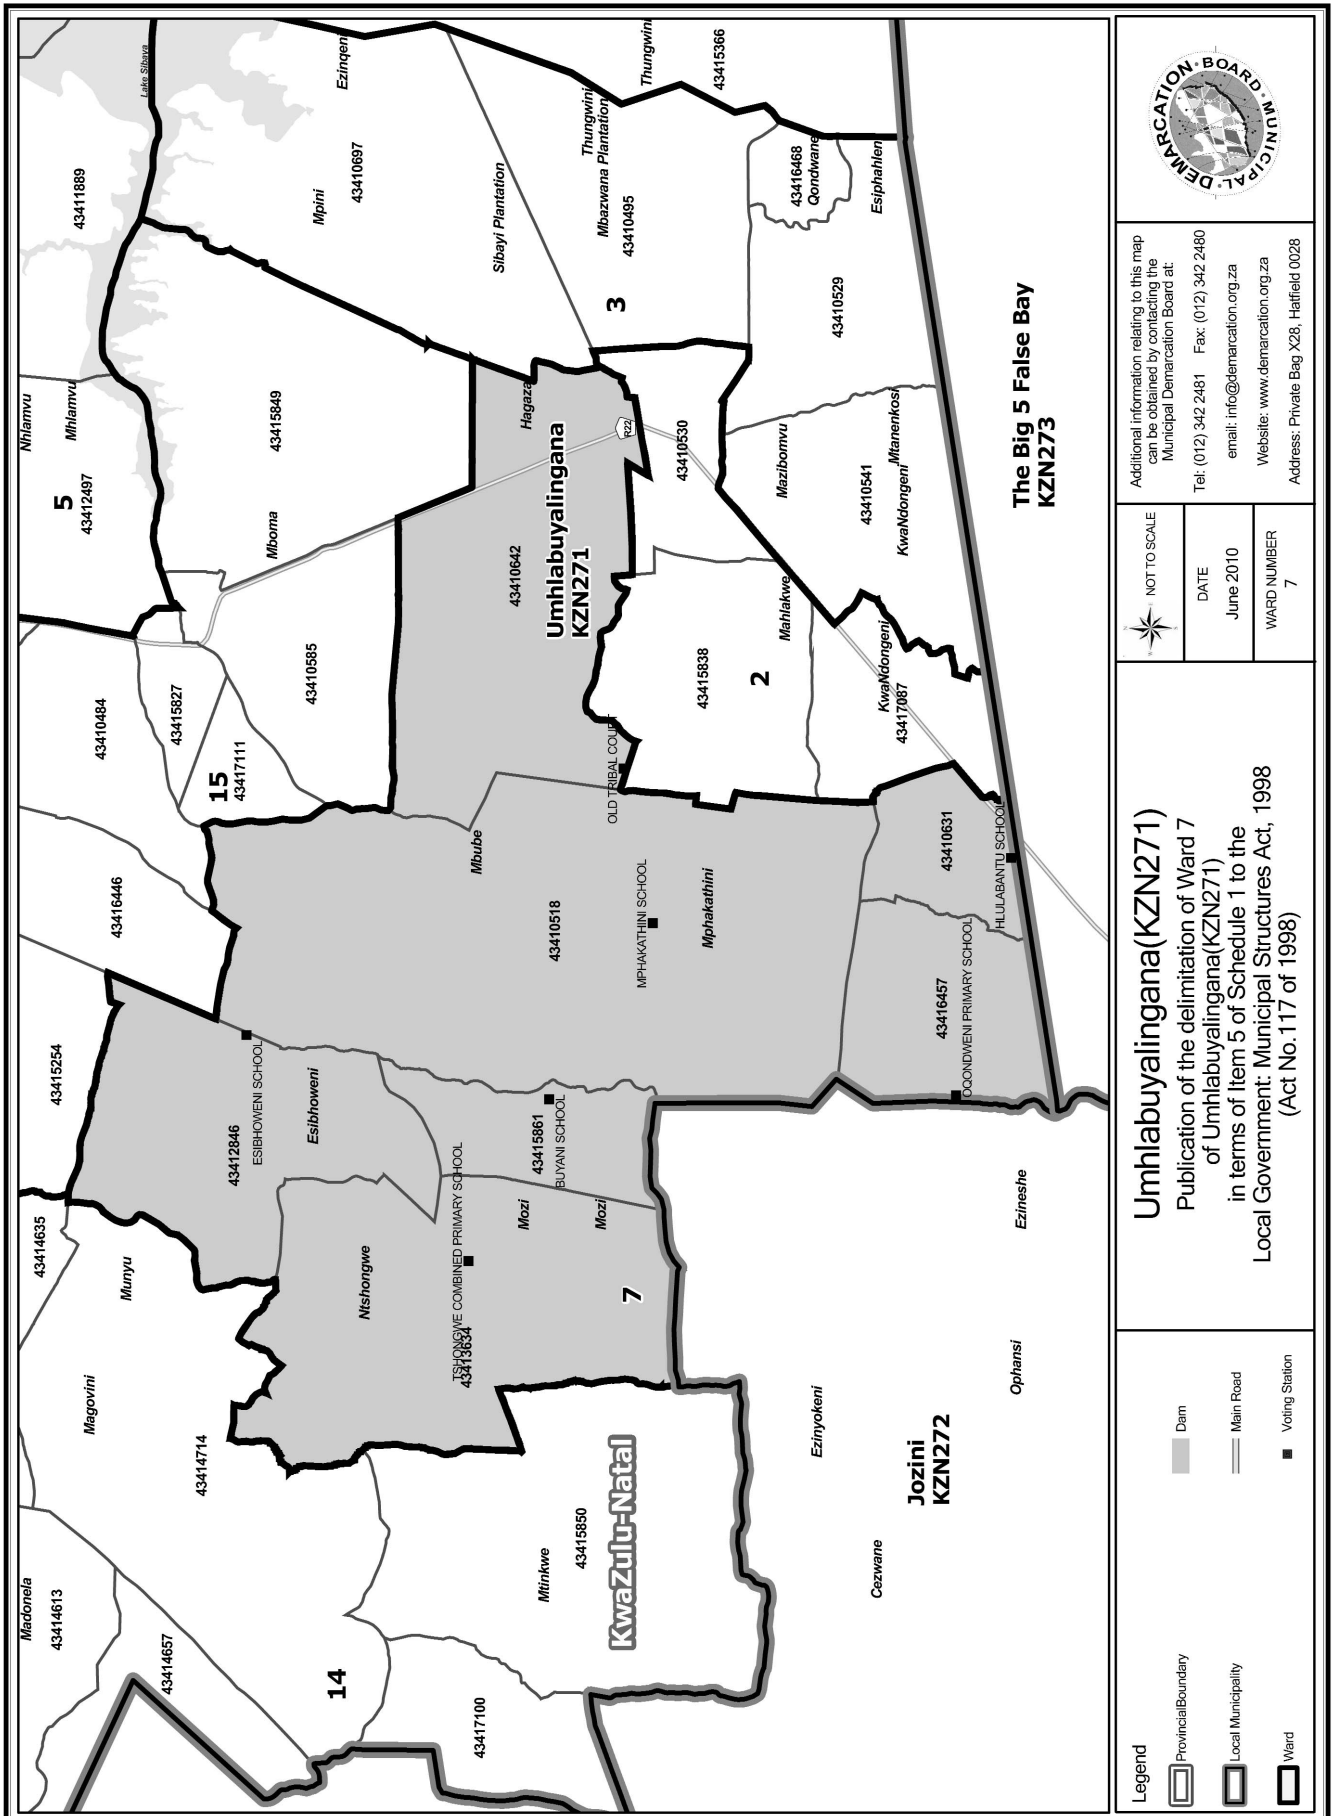 Madonela
43414613
43414657
14
43417100
Magovini
43414714
Munyu
43414635
43415254
43416446
43410484
43415827
15
43417111
43410585
Nhlamvu
Mhlamvu
5
43412497
43411889
Lake Sibaya
Mboma
43415849
Mpini
43410697
Ezinqeni
Sibayi Plantation
Thungwini
Mbazwana Plantation
43410495
Thungwini
43415366
3
43416468
Qondwane
Esiphahleni
43410529
Mtinkwe
43415850
KwaZulu-Natal
Ntshongwe
TSHONGWE COMBINED PRIMARY SCHOOL
43413634
Mozi
Mozi
7
43412846
ESIBHOWENI SCHOOL
Esibhoweni
43415861
BUYANI SCHOOL
Mbube
43410518
MPHAKATHINI SCHOOL
Mphakathini
OLD TRIBAL COURT
43410642
Umhlabuyalingana
KZN271
Hagaza
R22
43410530
43415838
2
Mahlakwe
Mazibomvu
43410541
KwaNdongeni
Mtanenkosi
KwaNdongeni
43417087
43410631
HLULABANTU SCHOOL
43416457
OQONDWENI PRIMARY SCHOOL
The Big 5 False Bay
KZN273
Ezinyokeni
Jozini
KZN272
Cezwane
Ophansi
Ezineshe
Legend
ProvincialBoundary
Local Municipality
Ward
Dam
Main Road
Voting Station
Umhlabuyalingana(KZN271)
Publication of the delimitation of Ward 7
of Umhlabuyalingana(KZN271)
in terms of Item 5 of Schedule 1 to the
Local Government: Municipal Structures Act, 1998
(Act No.117 of 1998)
NOT TO SCALE
DATE
June 2010
WARD NUMBER
7
Additional information relating to this map
can be obtained by contacting the
Municipal Demarcation Board at:
Tel: (012) 342 2481 Fax: (012) 342 2480
email: info@demarcation.org.za
Website: www.demarcation.org.za
Address: Private Bag X28, Hatfield 0028
MUNICIPAL DEMARCATION BOARD